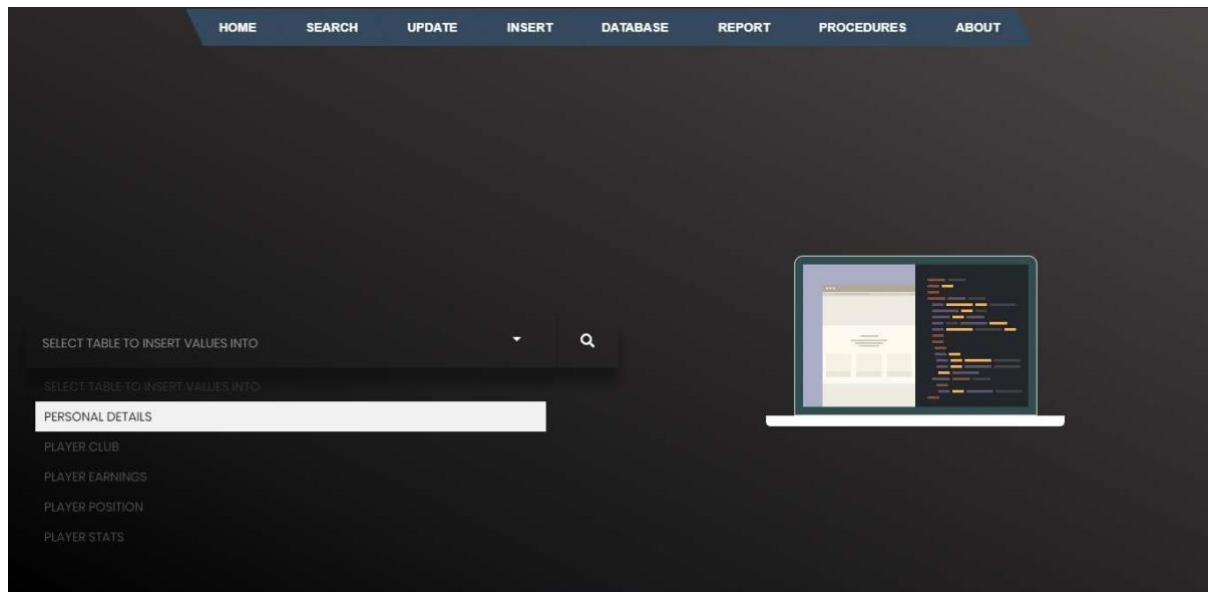 HOME SEARCH UPDATE INSERT DATABASE REPORT PROCEDURES ABOUT
SELECT TABLE TO INSERT VALUES INTO
SELECT TABLE TO INSERT VALUES INTO
PERSONAL DETAILS
PLAYER CLUB
PLAYER EARNINGS
PLAYER POSITION
PLAYER STATS